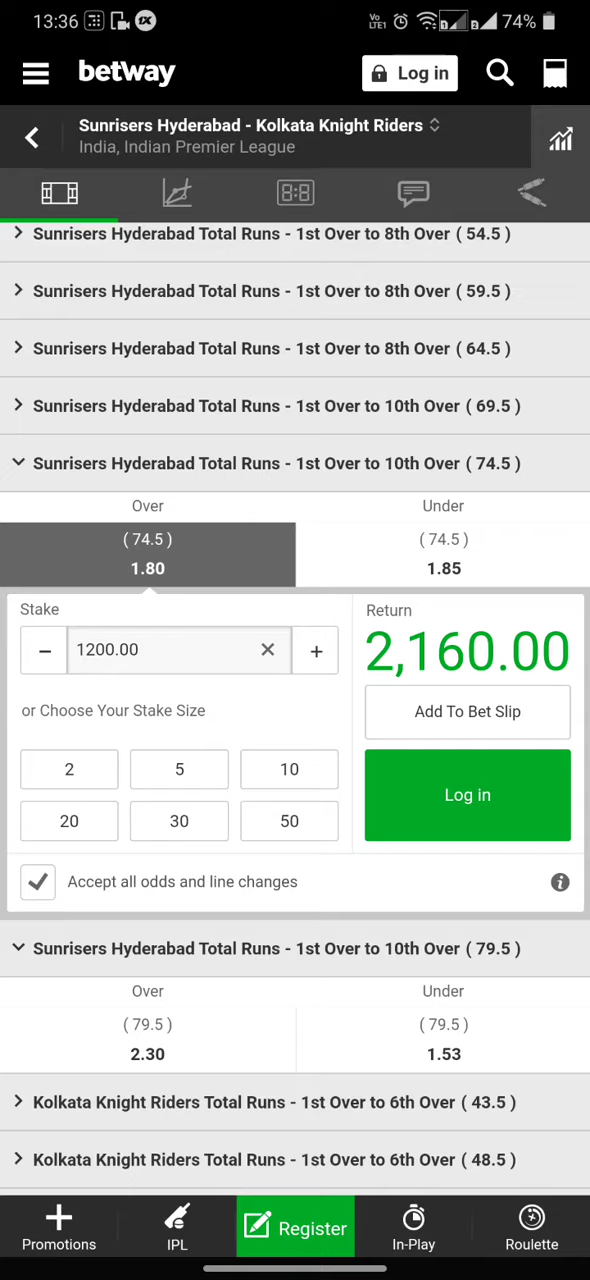 13:36
Vo LTE1
1
2
74%
betway
Log in
Sunrisers Hyderabad - Kolkata Knight Riders
India, Indian Premier League
8:8
Sunrisers Hyderabad Total Runs - 1st Over to 8th Over ( 54.5 )
Sunrisers Hyderabad Total Runs - 1st Over to 8th Over ( 59.5 )
Sunrisers Hyderabad Total Runs - 1st Over to 8th Over ( 64.5 )
Sunrisers Hyderabad Total Runs - 1st Over to 10th Over ( 69.5 )
Sunrisers Hyderabad Total Runs - 1st Over to 10th Over ( 74.5 )
Over Under
( 74.5 ) ( 74.5 )
1.80 1.85
Stake Return
− 1200.00 × + 2,160.00
or Choose Your Stake Size Add To Bet Slip
2 5 10
Log in
20 30 50
Accept all odds and line changes
Sunrisers Hyderabad Total Runs - 1st Over to 10th Over ( 79.5 )
Over Under
( 79.5 ) ( 79.5 )
2.30 1.53
Kolkata Knight Riders Total Runs - 1st Over to 6th Over ( 43.5 )
Kolkata Knight Riders Total Runs - 1st Over to 6th Over ( 48.5 )
Promotions IPL Register In-Play Roulette